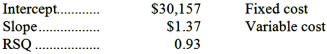 Intercept............. $30,157 Fixed cost
Slope.................. $1.37 Variable cost
RSQ .................. 0.93